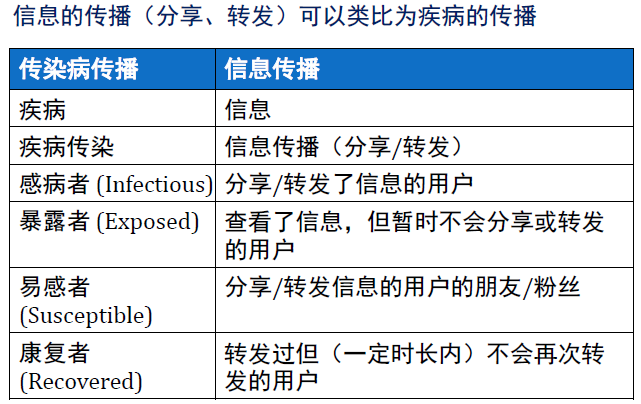 信息的传播（分享、转发）可以类比为疾病的传播
传染病传播 信息传播
疾病 信息
疾病传染 信息传播（分享/转发）
感病者 (Infectious) 分享/转发了信息的用户
暴露者 (Exposed) 查看了信息，但暂时不会分享或转发
的用户
易感者 分享/转发信息的用户的朋友/粉丝
(Susceptible)
康复者 转发过但（一定时长内）不会再次转
(Recovered) 发的用户